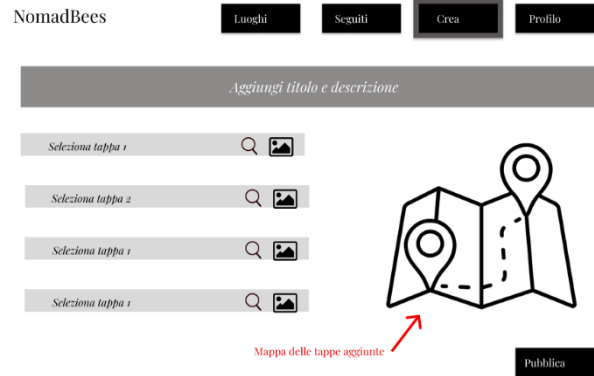 NomadBees
Luoghi
Seguiti
Crea
Profilo
Aggiungi titolo e descrizione
Seleziona tappa 1
Seleziona tappa 2
Seleziona tappa 1
Seleziona tappa 1
Mappa delle tappe aggiunte
Pubblica